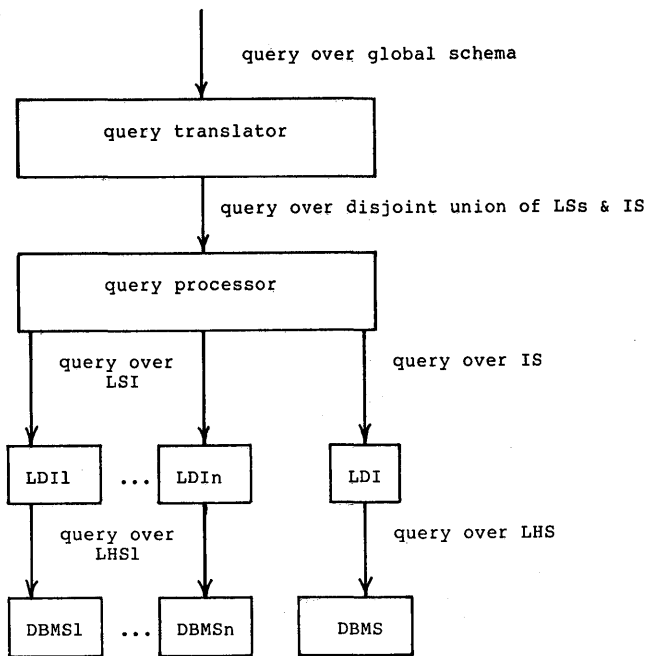 query over global schema
query translator
query over disjoint union of LSs & IS
query processor
query over
LSI
query over IS
LDI1 ... LDIn LDI
query over
LHS1
query over LHS
DBMS1 ... DBMSn DBMS